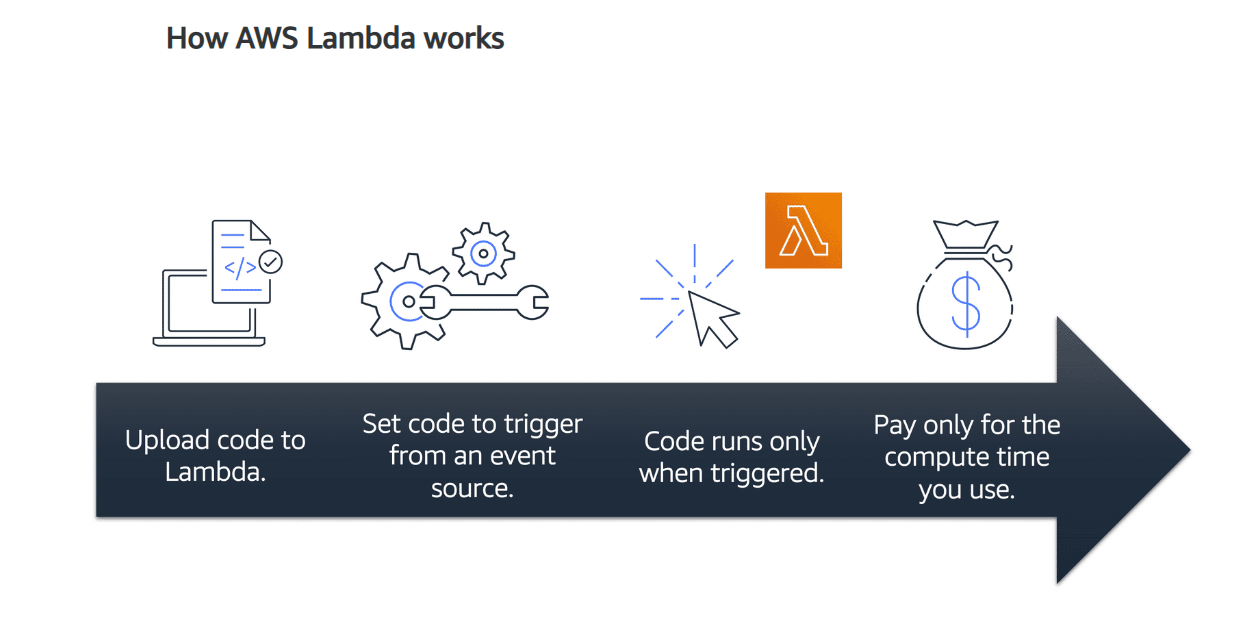 How AWS Lambda works
</>
$
Upload code to
Lambda.
Set code to trigger
from an event
source.
Code runs only
when triggered.
Pay only for the
compute time
you use.